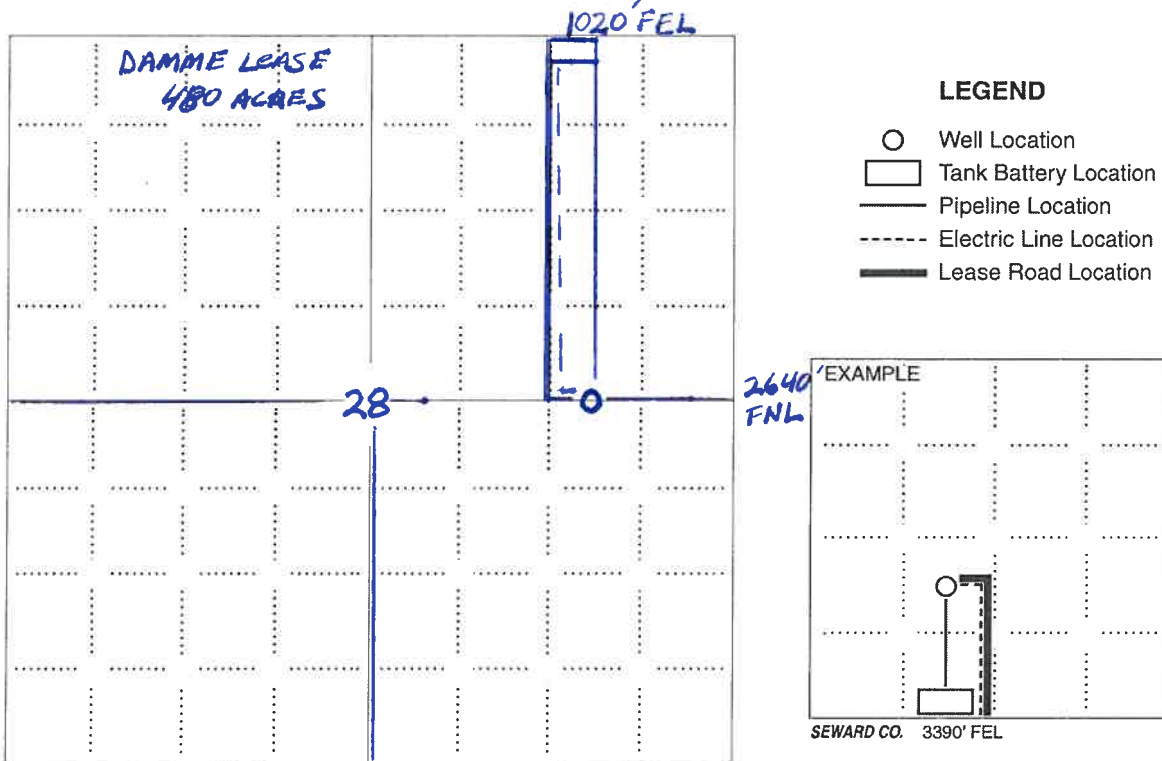 1020' FEL
DAMME LEASE
480 ACRES
28
2640'
FNL
LEGEND
Well Location
Tank Battery Location
Pipeline Location
Electric Line Location
Lease Road Location
EXAMPLE
SEWARD CO. 3390' FEL